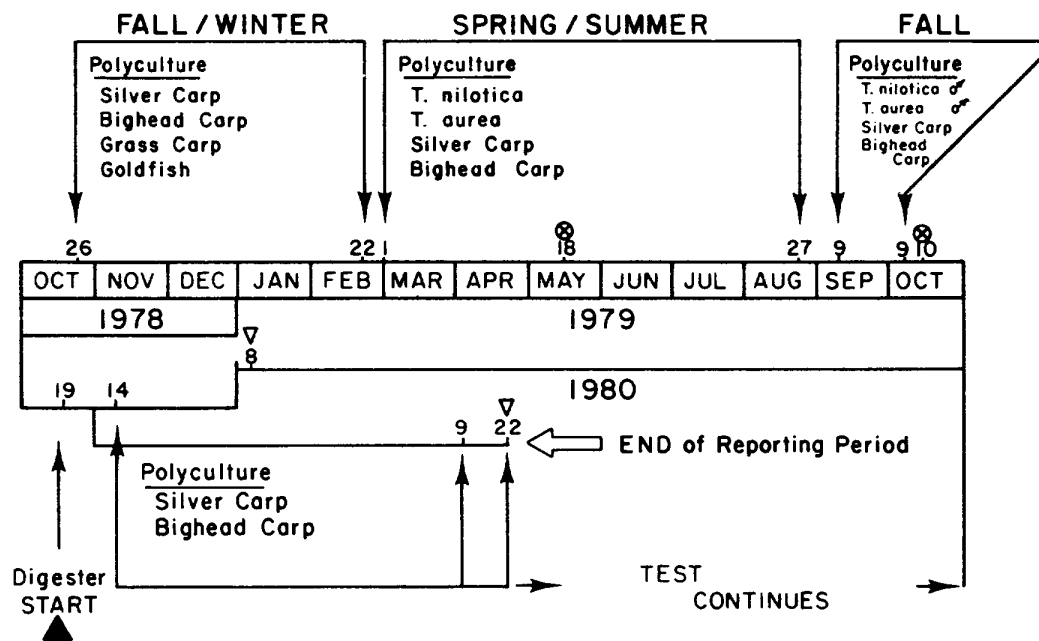 FALL / WINTER
SPRING / SUMMER
FALL
Polyculture
Silver Carp
Bighead Carp
Grass Carp
Goldfish
Polyculture
T. nilotica
T. aurea
Silver Carp
Bighead Carp
Polyculture
T. nilotica ♂
T. aurea ♂
Silver Carp
Bighead
Carp
26 22 1 18 27 9 9 10
OCT NOV DEC JAN FEB MAR APR MAY JUN JUL AUG SEP OCT
1978 1979
8
19 14 1980
9 22 END of Reporting Period
Polyculture
Silver Carp
Bighead Carp
Digester
START
TEST
CONTINUES